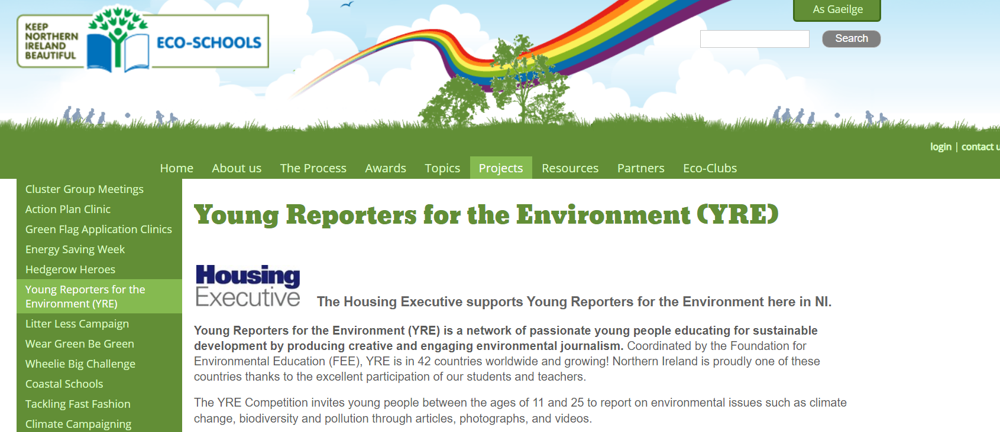 As Gaeilge
KEEP
NORTHERN
IRELAND
BEAUTIFUL
ECO-SCHOOLS
Search
login | contact
Home About us The Process Awards Topics Projects Resources Partners Eco-Clubs
Cluster Group Meetings
Action Plan Clinic
Green Flag Application Clinics
Energy Saving Week
Hedgerow Heroes
Young Reporters for the
Environment (YRE)
Litter Less Campaign
Wear Green Be Green
Wheelie Big Challenge
Coastal Schools
Tackling Fast Fashion
Climate Campaigning
Young Reporters for the Environment (YRE)
Housing
Executive
The Housing Executive supports Young Reporters for the Environment here in NI.
Young Reporters for the Environment (YRE) is a network of passionate young people educating for sustainable
development by producing creative and engaging environmental journalism. Coordinated by the Foundation for
Environmental Education (FEE), YRE is in 42 countries worldwide and growing! Northern Ireland is proudly one of these
countries thanks to the excellent participation of our students and teachers.
The YRE Competition invites young people between the ages of 11 and 25 to report on environmental issues such as climate
change, biodiversity and pollution through articles, photographs, and videos.